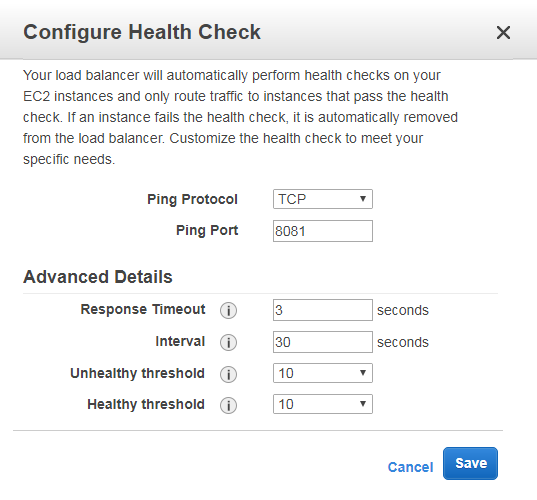 Configure Health Check
Your load balancer will automatically perform health checks on your
EC2 instances and only route traffic to instances that pass the health
check. If an instance fails the health check, it is automatically removed
from the load balancer. Customize the health check to meet your
specific needs.
Ping Protocol TCP
Ping Port 8081
Advanced Details
Response Timeout i 3 seconds
Interval i 30 seconds
Unhealthy threshold i 10
Healthy threshold i 10
Cancel Save